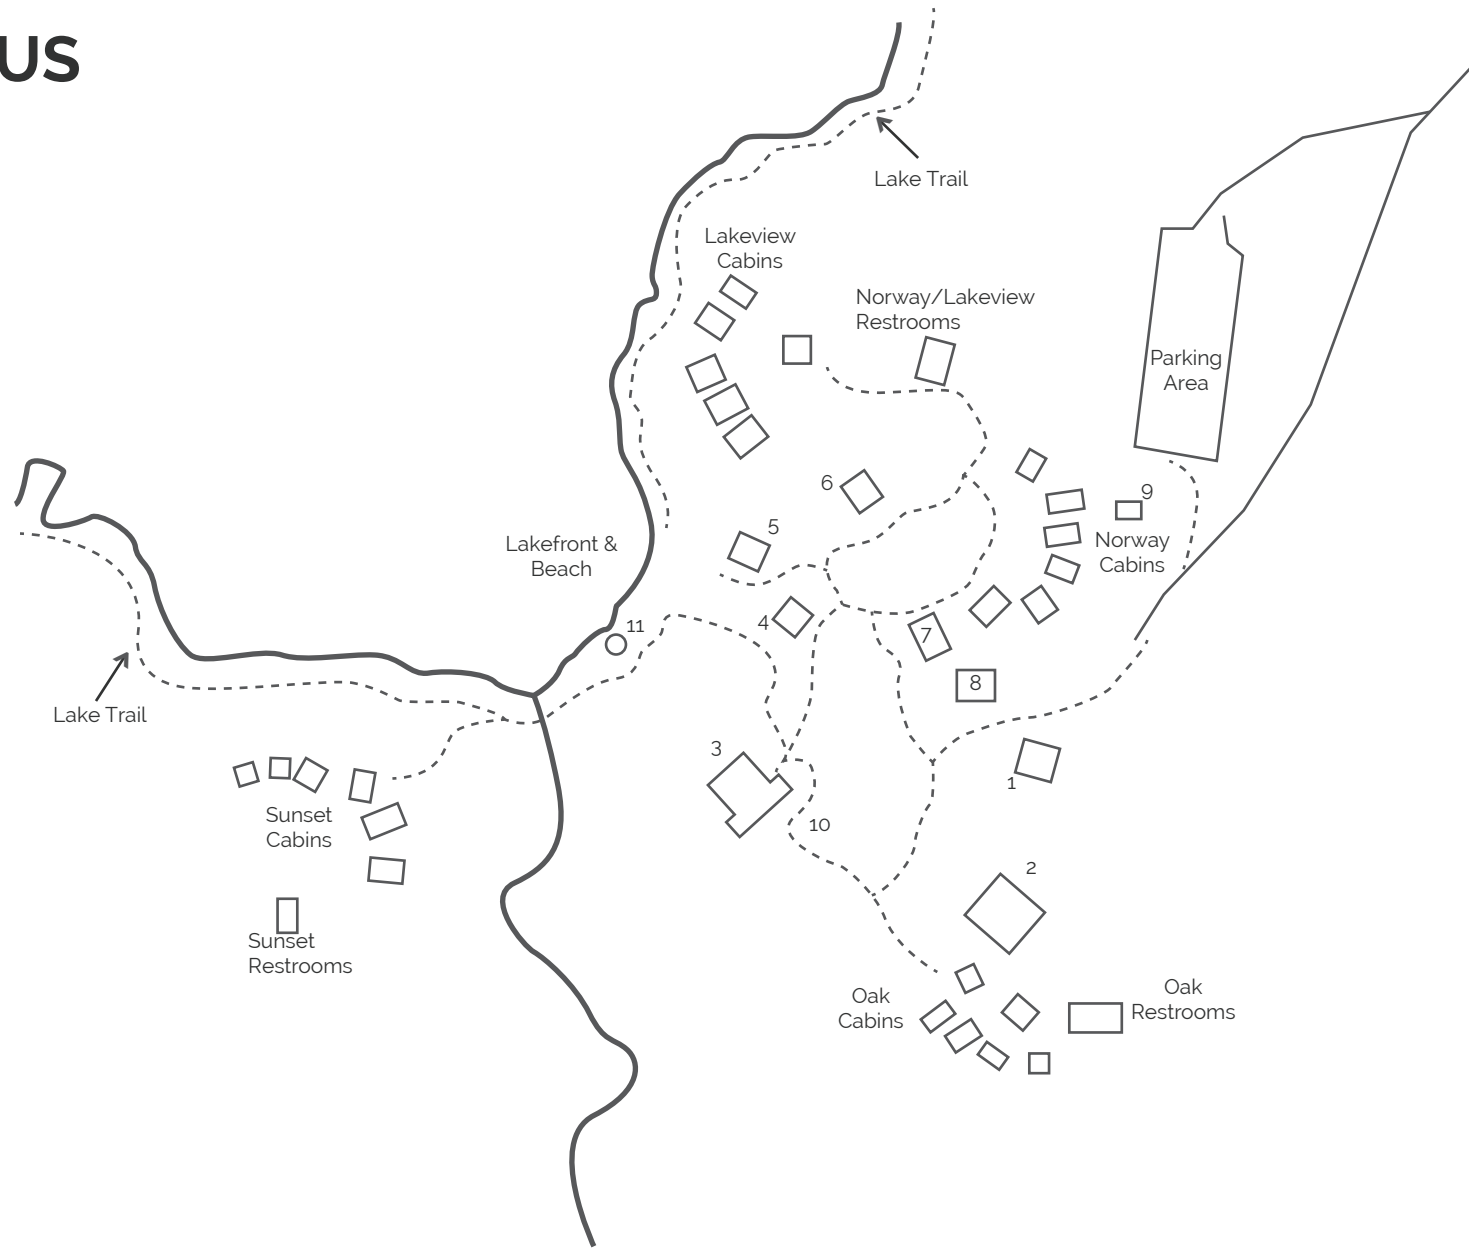 US
Lake Trail
Lakeview
Cabins
Norway/Lakeview
Restrooms
Parking
Area
6
9
5
Norway
Cabins
Lakefront &
Beach
4
11
7
8
Lake Trail
3
1
Sunset
Cabins
10
2
Sunset
Restrooms
Oak
Cabins
Oak
Restrooms